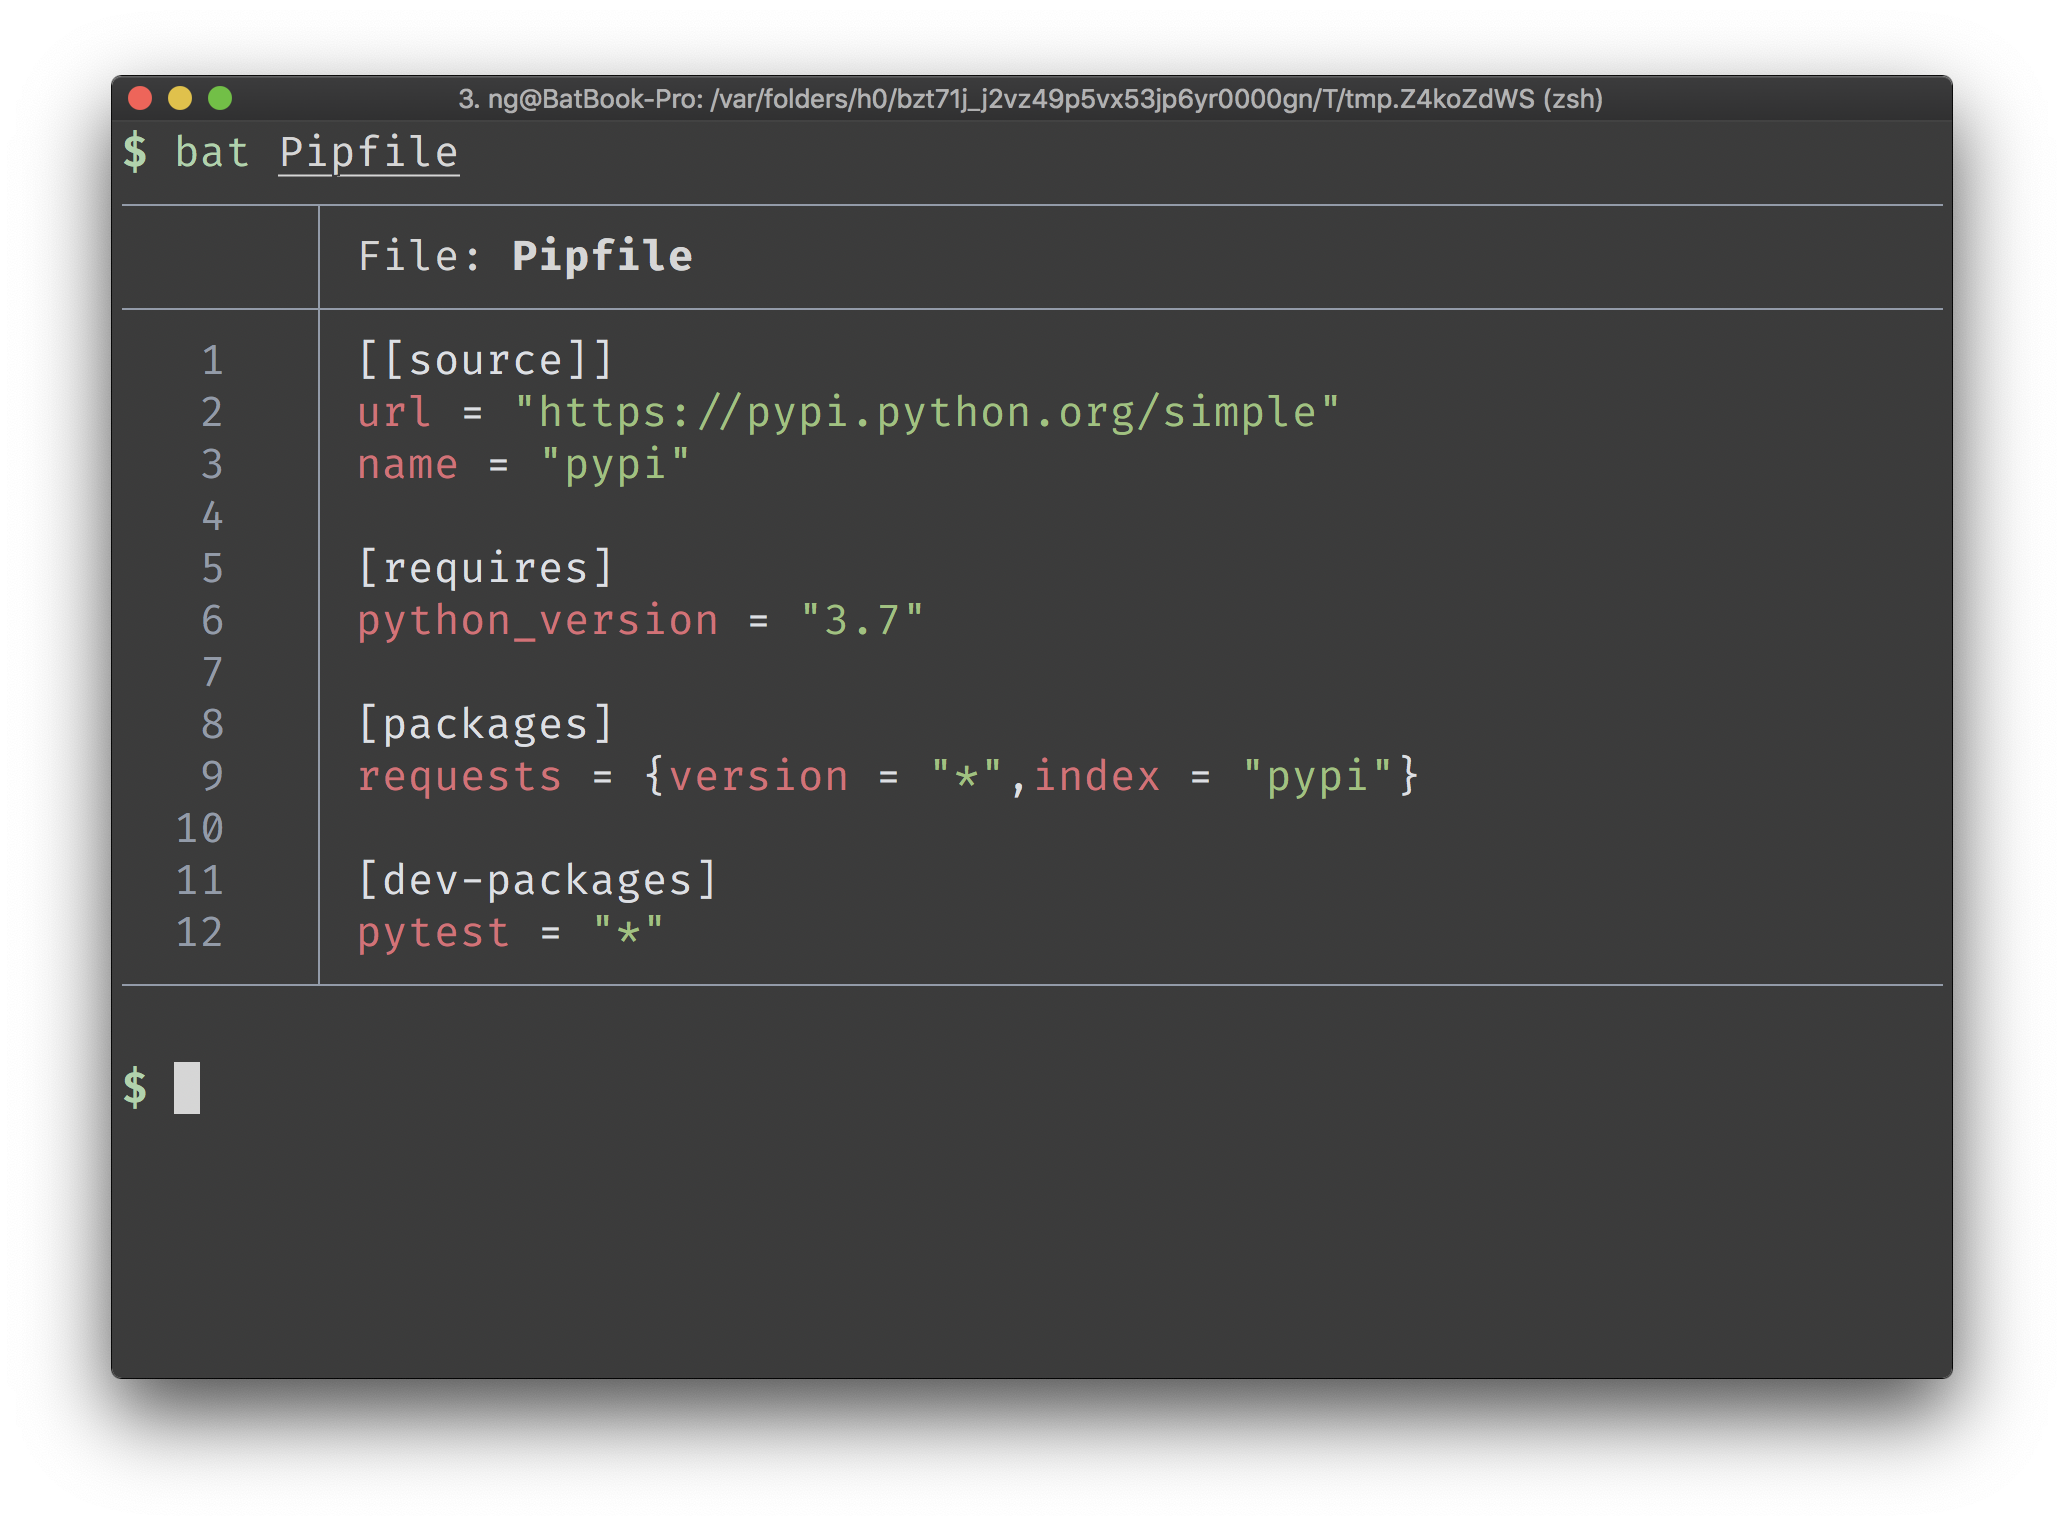 3. ng@BatBook-Pro: /var/folders/h0/bzt71j_j2vz49p5vx53jp6yr0000gn/T/tmp.Z4koZdWS (zsh)
$ bat Pipfile
File: Pipfile
1 [[source]]
2 url = "https://pypi.python.org/simple"
3 name = "pypi"
4
5 [requires]
6 python_version = "3.7"
7
8 [packages]
9 requests = {version = "*",index = "pypi"}
10
11 [dev-packages]
12 pytest = "*"
$